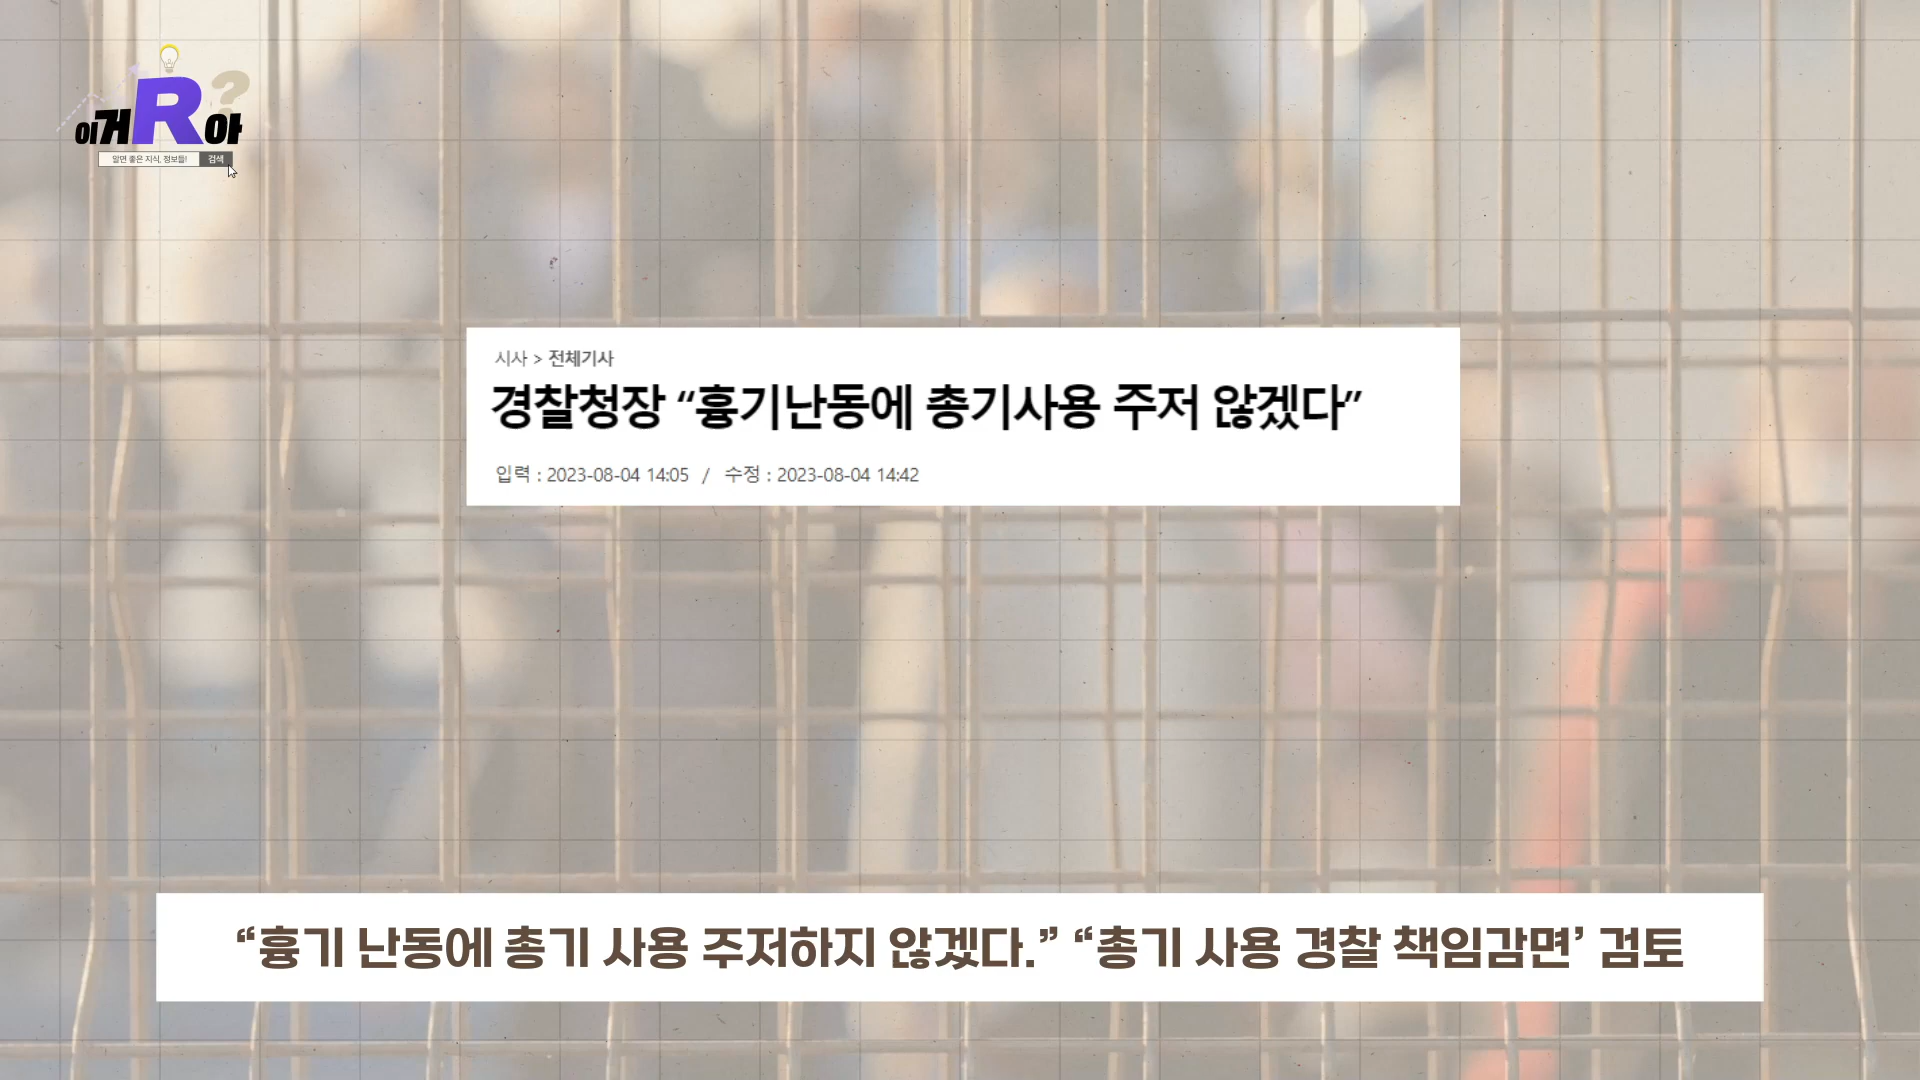 이거R아?
알면 좋은 지식, 정보들! 검색
시사 > 전체기사
경찰청장 “흉기난동에 총기사용 주저 않겠다”
입력 : 2023-08-04 14:05 / 수정 : 2023-08-04 14:42
“흉기 난동에 총기 사용 주저하지 않겠다.” “총기 사용 경찰 책임감면’ 검토